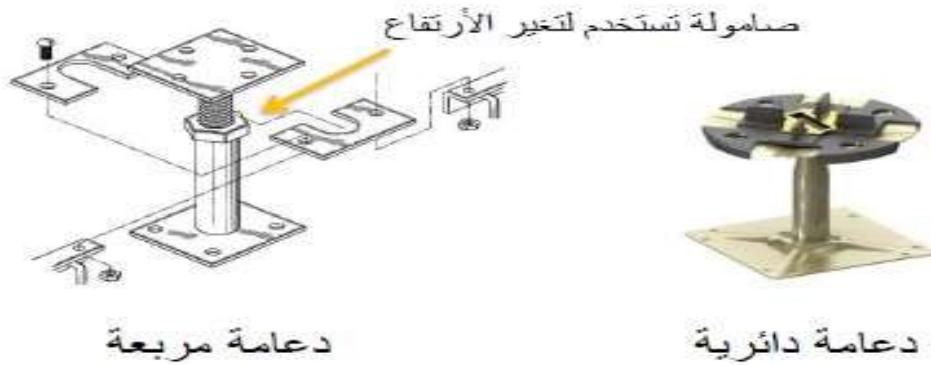 صامولة تستخدم لتغير الأرتفاع
دعامة مربعة
دعامة دائرية